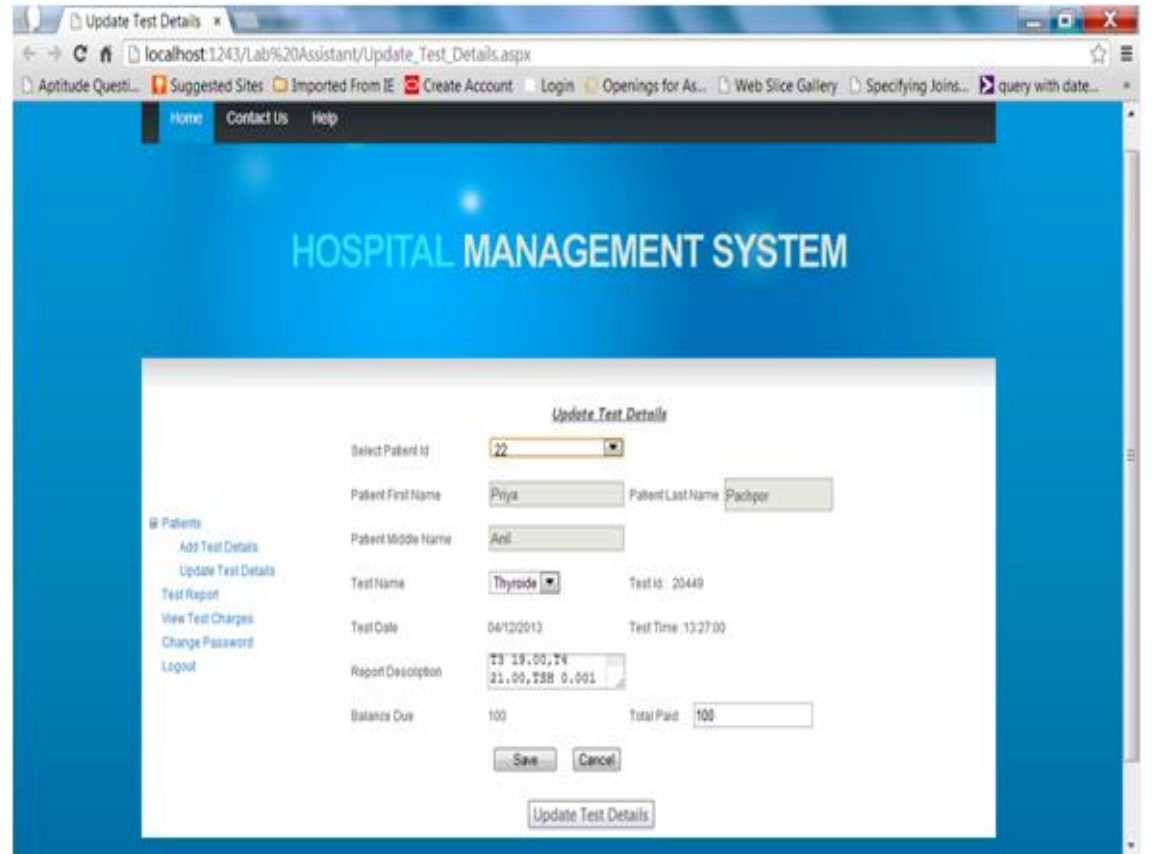 Update Test Details ×
localhost:1243/Lab%20Assistant/Update_Test_Details.aspx
Aptitude Questi... Suggested Sites Imported From IE Create Account Login Openings for As... Web Slice Gallery Specifying Joins... query with date...
Home Contact Us Help
HOSPITAL MANAGEMENT SYSTEM
Update Test Details
Select Patient Id 22
Patient First Name Priya Patient Last Name Pachpor
Patient Middle Name Anil
Test Name Thyroide Test Id : 20449
Test Date 04/12/2013 Test Time :13:27:00
Report Description T3 19.00,T4
21.00,TSH 0.001
Balance Due 100 Total Paid 100
Save Cancel
Update Test Details
Patients
Add Test Details
Update Test Details
Test Report
View Test Charges
Change Password
Logout